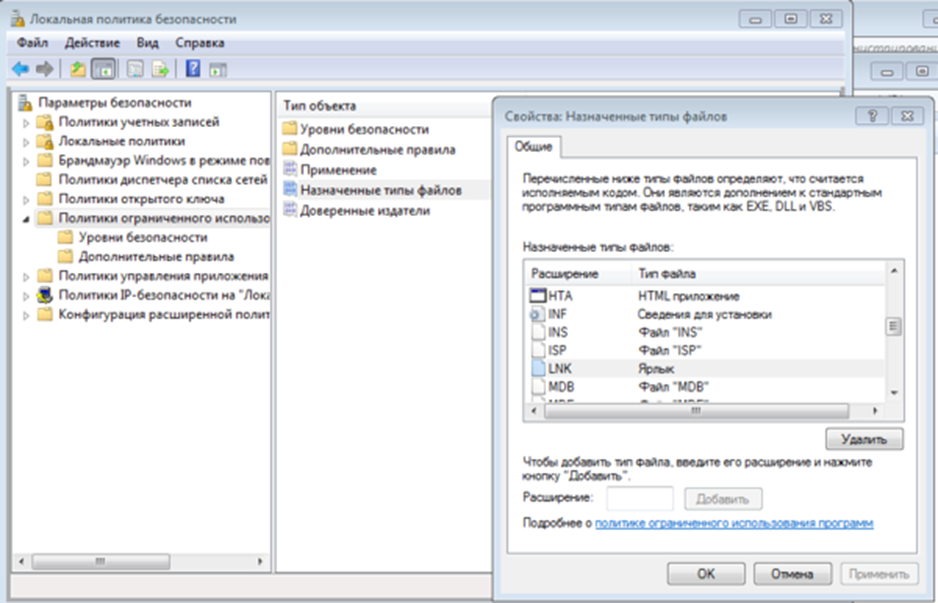 Локальная политика безопасности
Файл Действие Вид Справка
Параметры безопасности
Политики учетных записей
Локальные политики
Брандмауэр Windows в режиме пов
Политики диспетчера списка сетей
Политики открытого ключа
Политики ограниченного использо
Уровни безопасности
Дополнительные правила
Политики управления приложения
Политики IP-безопасности на "Лока
Конфигурация расширенной полит
Тип объекта
Уровни безопасности
Дополнительные правила
Применение
Назначенные типы файлов
Доверенные издатели
Свойства: Назначенные типы файлов
Общие
Перечисленные ниже типы файлов определяют, что считается
исполняемым кодом. Они являются дополнением к стандартным
программным типам файлов, таким как EXE, DLL и VBS.
Назначенные типы файлов:
Расширение Тип файла
HTA HTML приложение
INF Сведения для установки
INS Файл "INS"
ISP Файл "ISP"
LNK Ярлык
MDB Файл "MDB"
Удалить
Чтобы добавить тип файла, введите его расширение и нажмите
кнопку "Добавить".
Расширение: Добавить
Подробнее о политике ограниченного использования программ
OK Отмена Применить